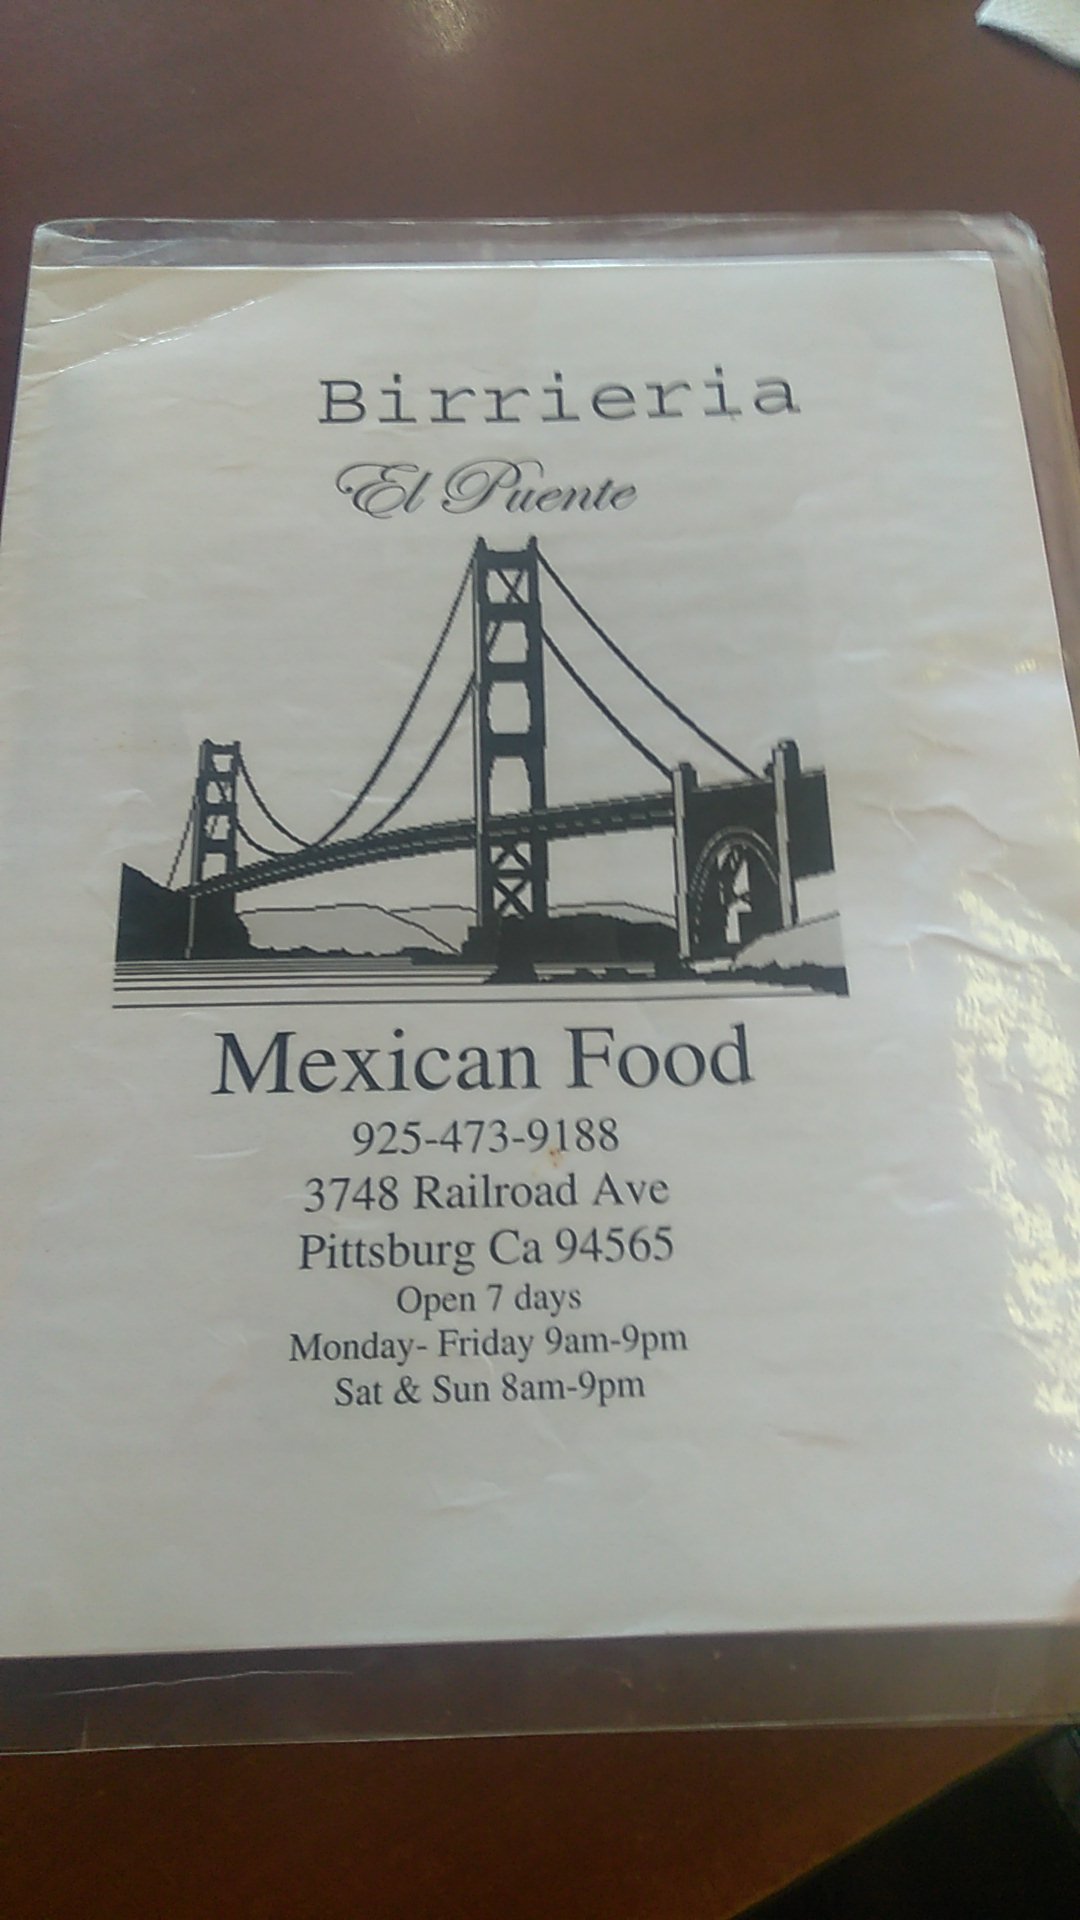 Birrieria
El Puente
Mexican Food
925-473-9188
3748 Railroad Ave
Pittsburg Ca 94565
Open 7 days
Monday- Friday 9am-9pm
Sat & Sun 8am-9pm